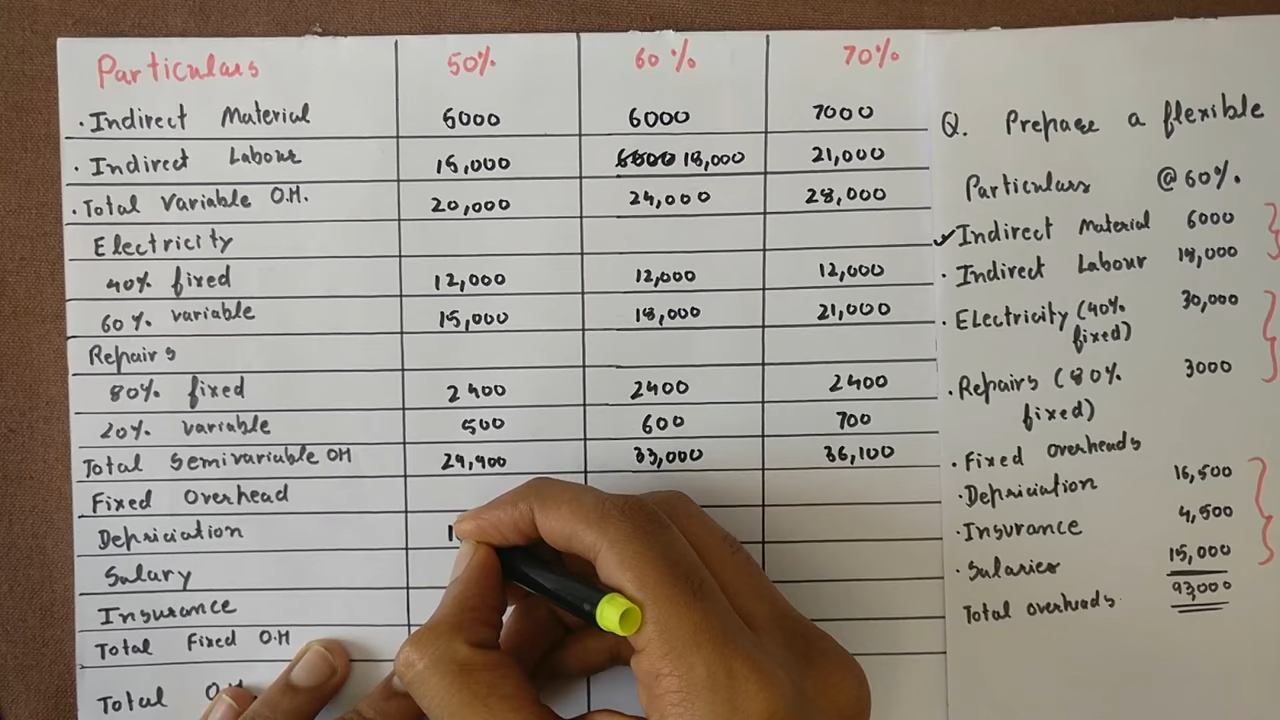 Particulars 50% 60% 70%
• Indirect Material 5000 6000 7000
• Indirect Labour 15,000 18,000 21,000
• Total Variable O.H. 20,000 24,000 28,000
Electricity
40% fixed 12,000 12,000 12,000
60% variable 15,000 18,000 21,000
Repairs
80% fixed 2400 2400 2400
20% variable 500 600 700
Total Semivariable OH 29,900 33,000 36,100
Fixed Overhead
Depriciation
Salary
Insurance
Total Fixed O.H
Total
Q. Prepare a flexible
Particulars @ 60%.
✓Indirect Material 6000
• Indirect Labour 18,000
• Electricity (40% 30,000
fixed)
• Repairs (80% 3000
fixed)
• Fixed overheads
• Depriciation 16,500
• Insurance 4,500
• Salaries 15,000
Total overheads 93,000